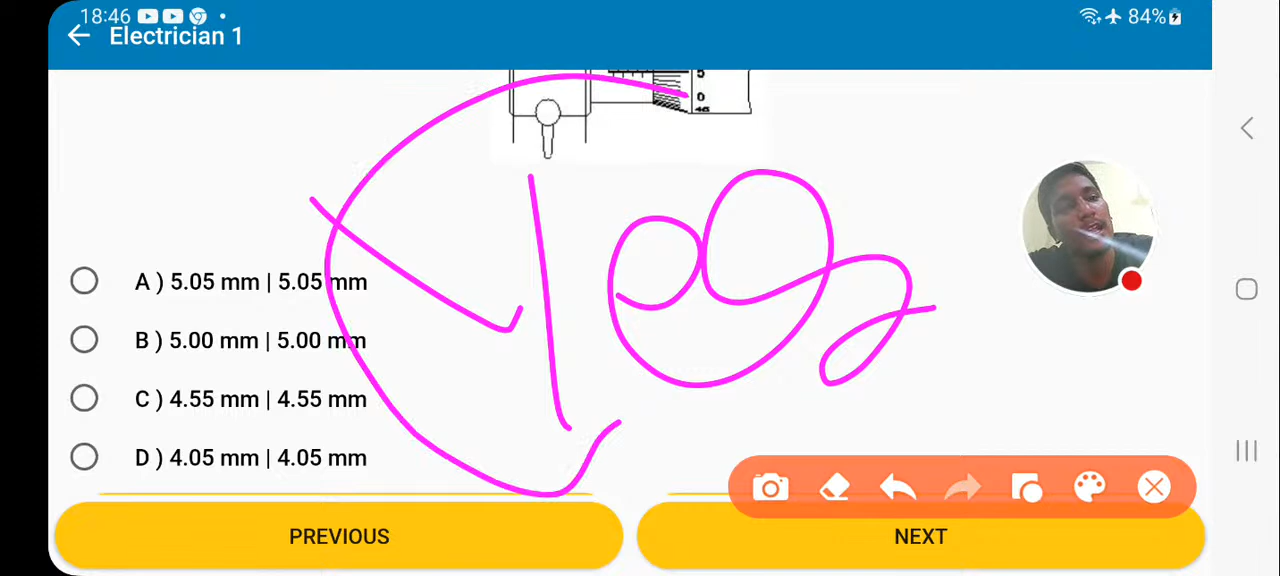 18:46 84%
Electrician 1
5
0
A ) 5.05 mm | 5.05 mm
B ) 5.00 mm | 5.00 mm
C ) 4.55 mm | 4.55 mm
D ) 4.05 mm | 4.05 mm
PREVIOUS NEXT